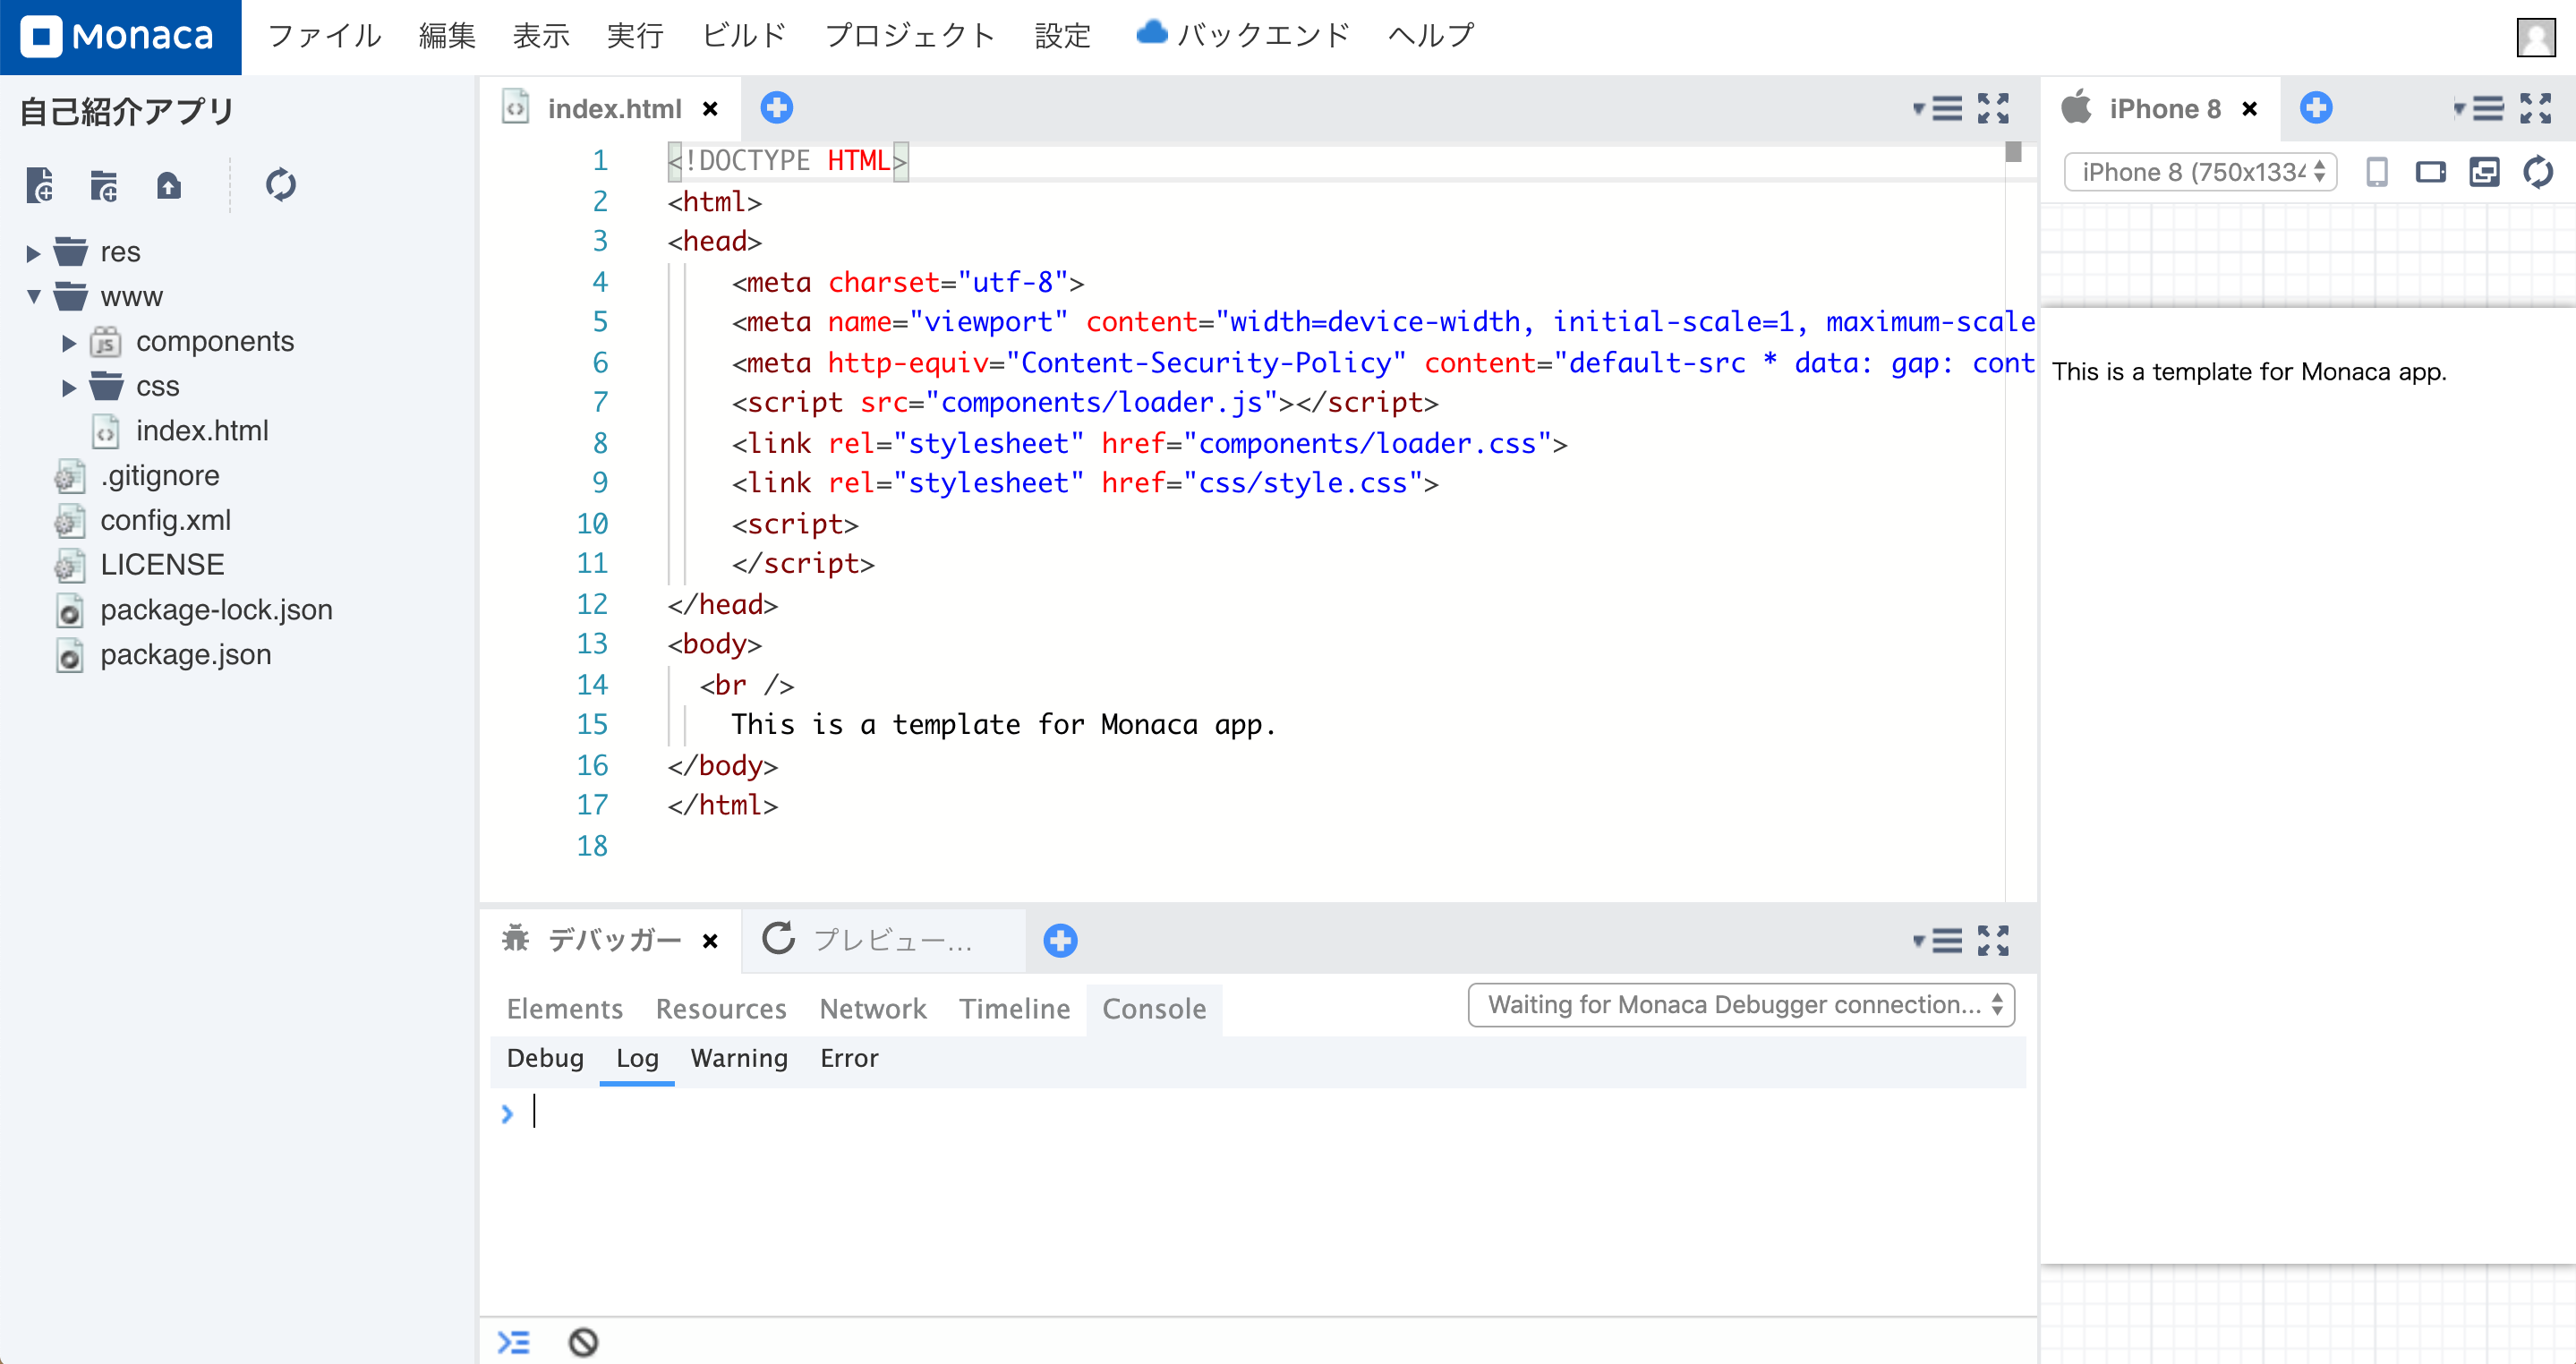 Monaca ファイル 編集 表示 実行 ビルド プロジェクト 設定 バックエンド ヘルプ
自己紹介アプリ
res
www
components
css
index.html
.gitignore
config.xml
LICENSE
package-lock.json
package.json
index.html
1 <!DOCTYPE HTML>
2 <html>
3 <head>
4 <meta charset="utf-8">
5 <meta name="viewport" content="width=device-width, initial-scale=1, maximum-scale
6 <meta http-equiv="Content-Security-Policy" content="default-src * data: gap: cont
7 <script src="components/loader.js"></script>
8 <link rel="stylesheet" href="components/loader.css">
9 <link rel="stylesheet" href="css/style.css">
10 <script>
11 </script>
12 </head>
13 <body>
14 <br />
15 This is a template for Monaca app.
16 </body>
17 </html>
18
デバッガー プレビュー...
Elements Resources Network Timeline Console Waiting for Monaca Debugger connection...
Debug Log Warning Error
iPhone 8
iPhone 8 (750x1334
This is a template for Monaca app.